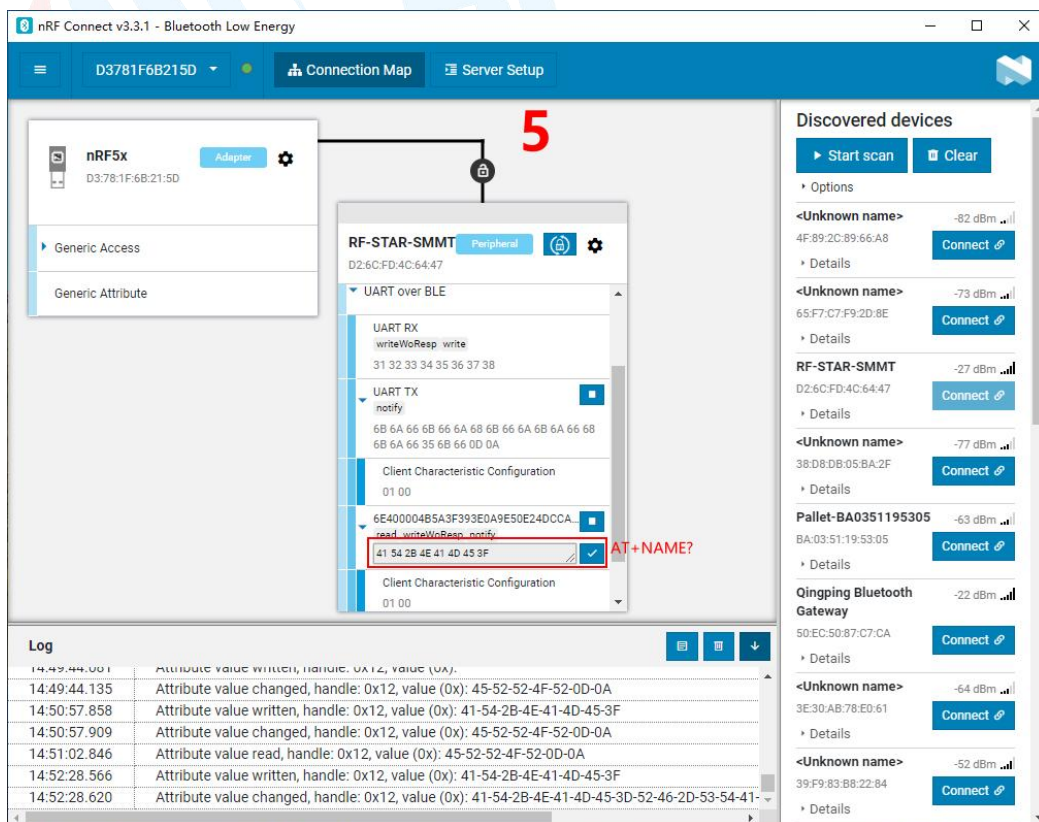 nRF Connect v3.3.1 - Bluetooth Low Energy
D3781F6B215D
Connection Map
Server Setup
5
nRF5x
Adapter
D3:78:1F:6B:21:5D
Generic Access
Generic Attribute
RF-STAR-SMMT
Peripheral
D2:6C:FD:4C:64:47
UART over BLE
UART RX
writeWoResp write
31 32 33 34 35 36 37 38
UART TX
notify
6B 6A 66 6B 66 6A 68 6B 66 6A 6B 6A 66 68
6B 6A 66 35 6B 66 0D 0A
Client Characteristic Configuration
01 00
6E400004B5A3F393E0A9E50E24DCCA...
read writeWoResp notify
41 54 2B 4E 41 4D 45 3F
AT+NAME?
Client Characteristic Configuration
01 00
Discovered devices
Start scan
Clear
Options
<Unknown name>
-82 dBm
4F:89:2C:89:66:A8
Connect
Details
<Unknown name>
-73 dBm
65:F7:C7:F9:2D:8E
Connect
Details
RF-STAR-SMMT
-27 dBm
D2:6C:FD:4C:64:47
Connect
Details
<Unknown name>
-77 dBm
38:D8:DB:05:BA:2F
Connect
Details
Pallet-BA0351195305
-63 dBm
BA:03:51:19:53:05
Connect
Details
Qingping Bluetooth
Gateway
-22 dBm
50:EC:50:87:C7:CA
Connect
Details
<Unknown name>
-64 dBm
3E:30:AB:78:E0:61
Connect
Details
<Unknown name>
-52 dBm
39:F9:83:B8:22:84
Connect
Details
Log
14:49:44.081 Attribute value written, handle: 0x12, value (0x):
14:49:44.135 Attribute value changed, handle: 0x12, value (0x): 45-52-52-4F-52-0D-0A
14:50:57.858 Attribute value written, handle: 0x12, value (0x): 41-54-2B-4E-41-4D-45-3F
14:50:57.909 Attribute value changed, handle: 0x12, value (0x): 45-52-52-4F-52-0D-0A
14:51:02.846 Attribute value read, handle: 0x12, value (0x): 45-52-52-4F-52-0D-0A
14:52:28.566 Attribute value written, handle: 0x12, value (0x): 41-54-2B-4E-41-4D-45-3F
14:52:28.620 Attribute value changed, handle: 0x12, value (0x): 41-54-2B-4E-41-4D-45-3D-52-46-2D-53-54-41-